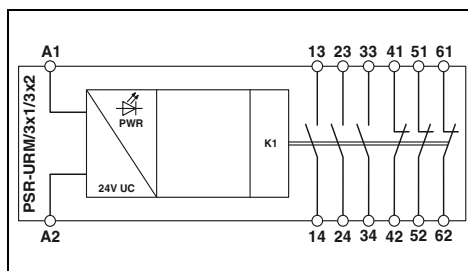 A1 13 23 33 41 51 61
PSR-URM/3x1/3x2
PWR
K1
24V UC
A2 14 24 34 42 52 62